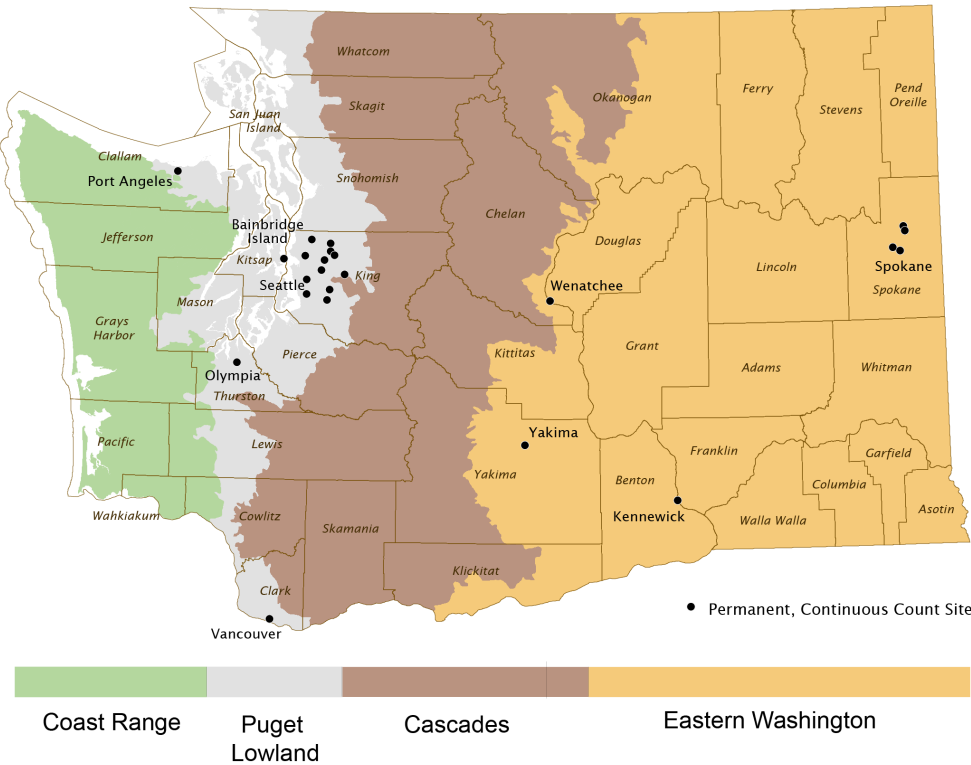 Whatcom
Okanogan
Ferry
Stevens
Pend
Oreille
Skagit
San Juan
Island
Clallam
Port Angeles
Snohomish
Chelan
Bainbridge
Island
Jefferson
Kitsap
Seattle
King
Douglas
Lincoln
Spokane
Spokane
Wenatchee
Mason
Grays
Harbor
Pierce
Kittitas
Grant
Adams
Whitman
Olympia
Thurston
Pacific
Lewis
Yakima
Yakima
Franklin
Garfield
Benton
Columbia
Wahkiakum
Cowlitz
Skamania
Kennewick
Walla Walla
Asotin
Klickitat
Clark
Vancouver
Permanent, Continuous Count Site
Coast Range
Puget
Lowland
Cascades
Eastern Washington